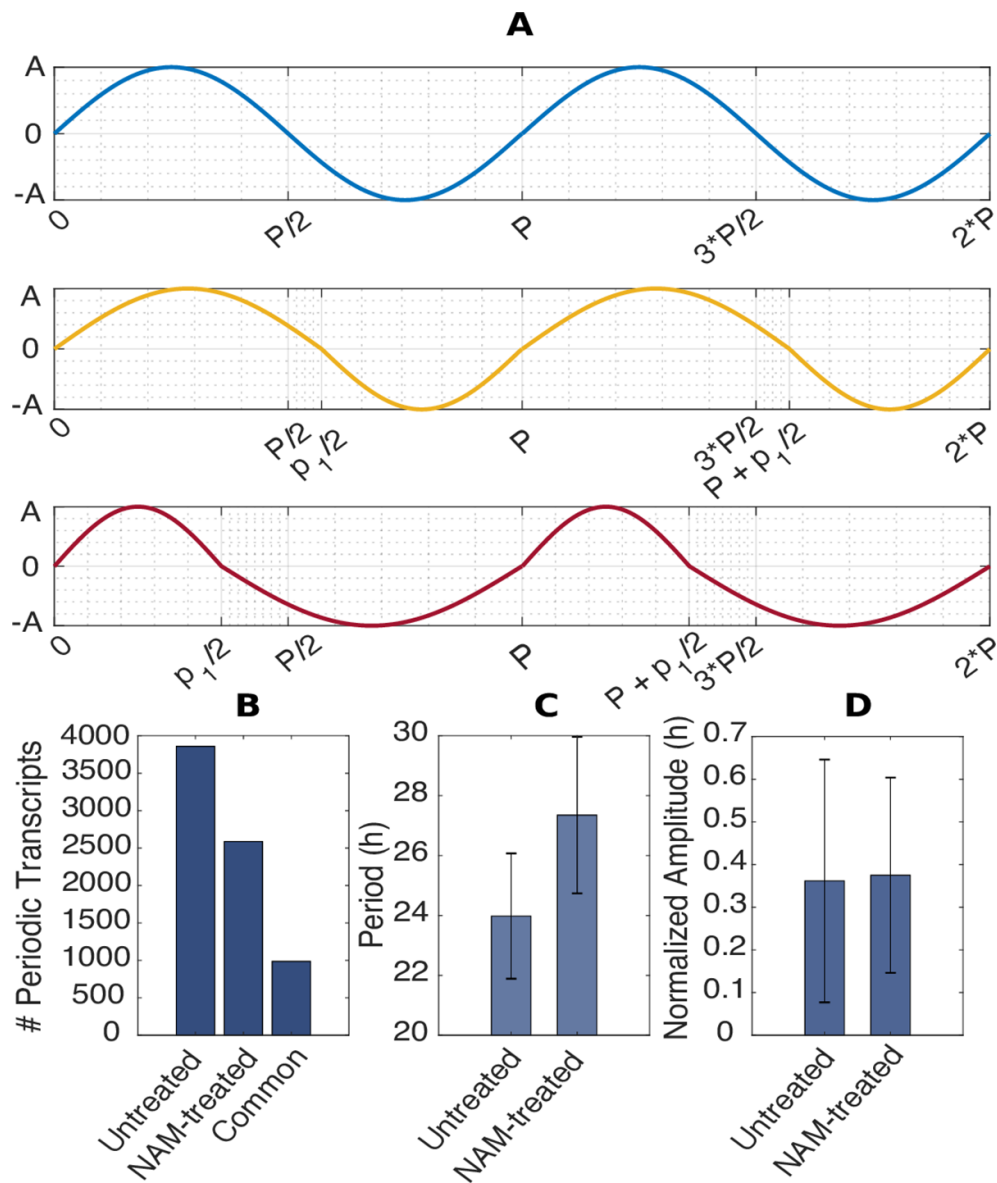 A
A
0
-A
0 P/2 P 3*P/2 2*P
A
0
-A
0 P/2 p1/2 P 3*P/2 P + p1/2 2*P
A
0
-A
0 p1/2 P/2 P P + p1/2 3*P/2 2*P
B
# Periodic Transcripts
4000
3500
3000
2500
2000
1500
1000
500
0
Untreated
NAM-treated
Common
C
Period (h)
30
28
26
24
22
20
Untreated
NAM-treated
D
Normalized Amplitude (h)
0.7
0.6
0.5
0.4
0.3
0.2
0.1
0
Untreated
NAM-treated